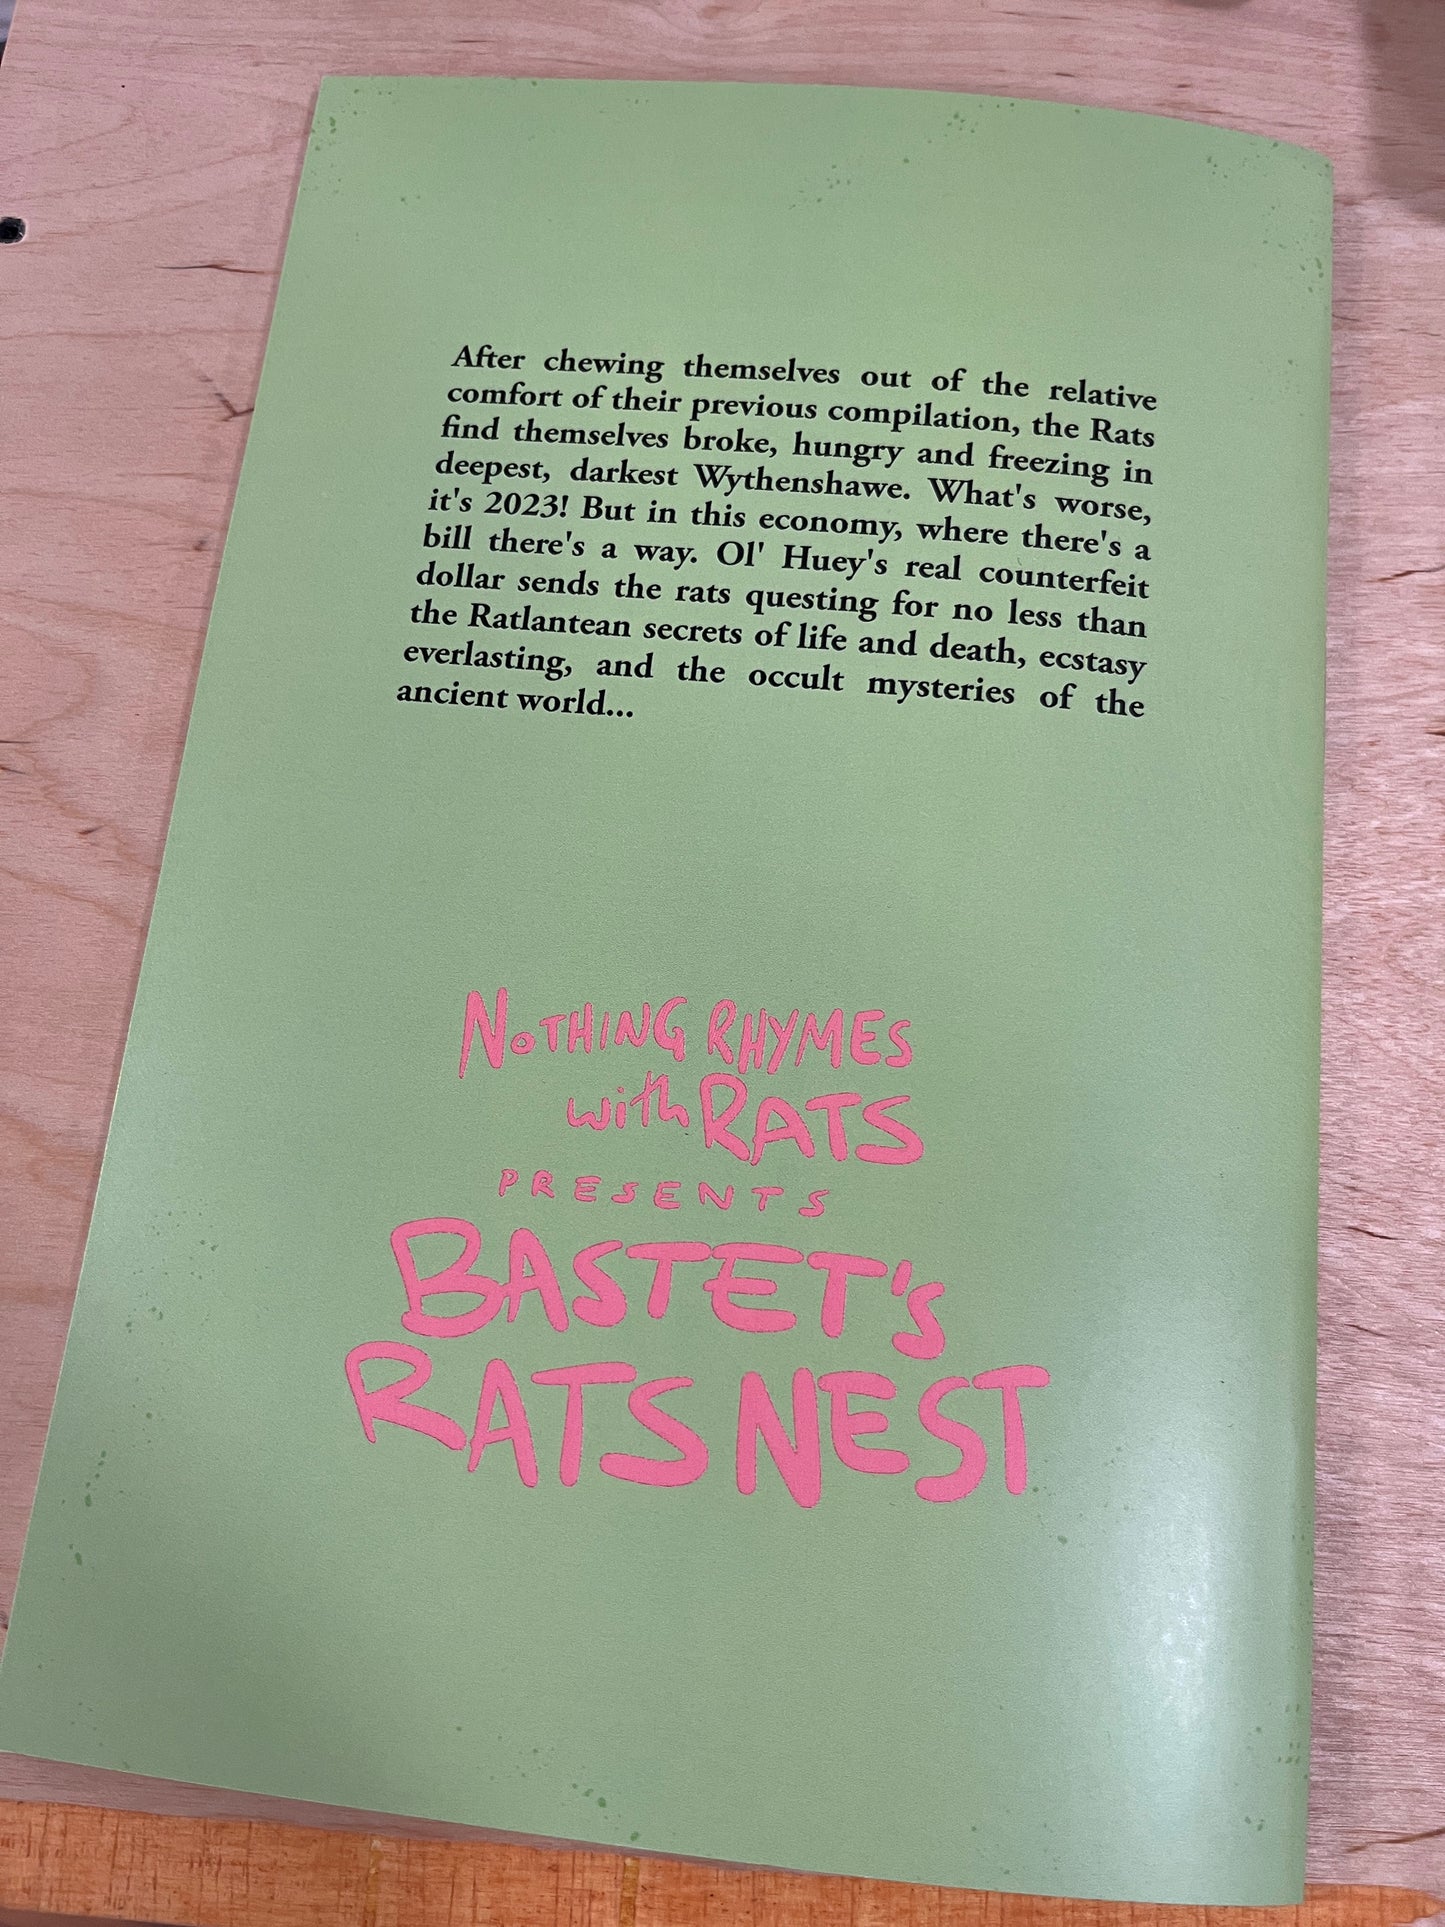 After chewing themselves out of the relative
comfort of their previous compilation, the Rats
find themselves broke, hungry and freezing in
deepest, darkest Wythenshawe. What's worse,
it's 2023! But in this economy, where there's a
bill there's a way. Ol' Huey's real counterfeit
dollar sends the rats questing for no less than
the Ratlantean secrets of life and death, ecstasy
everlasting, and the occult mysteries of the
ancient world...
NOTHING RHYMES
with RATS
PRESENTS
BASTET's
RATS NEST